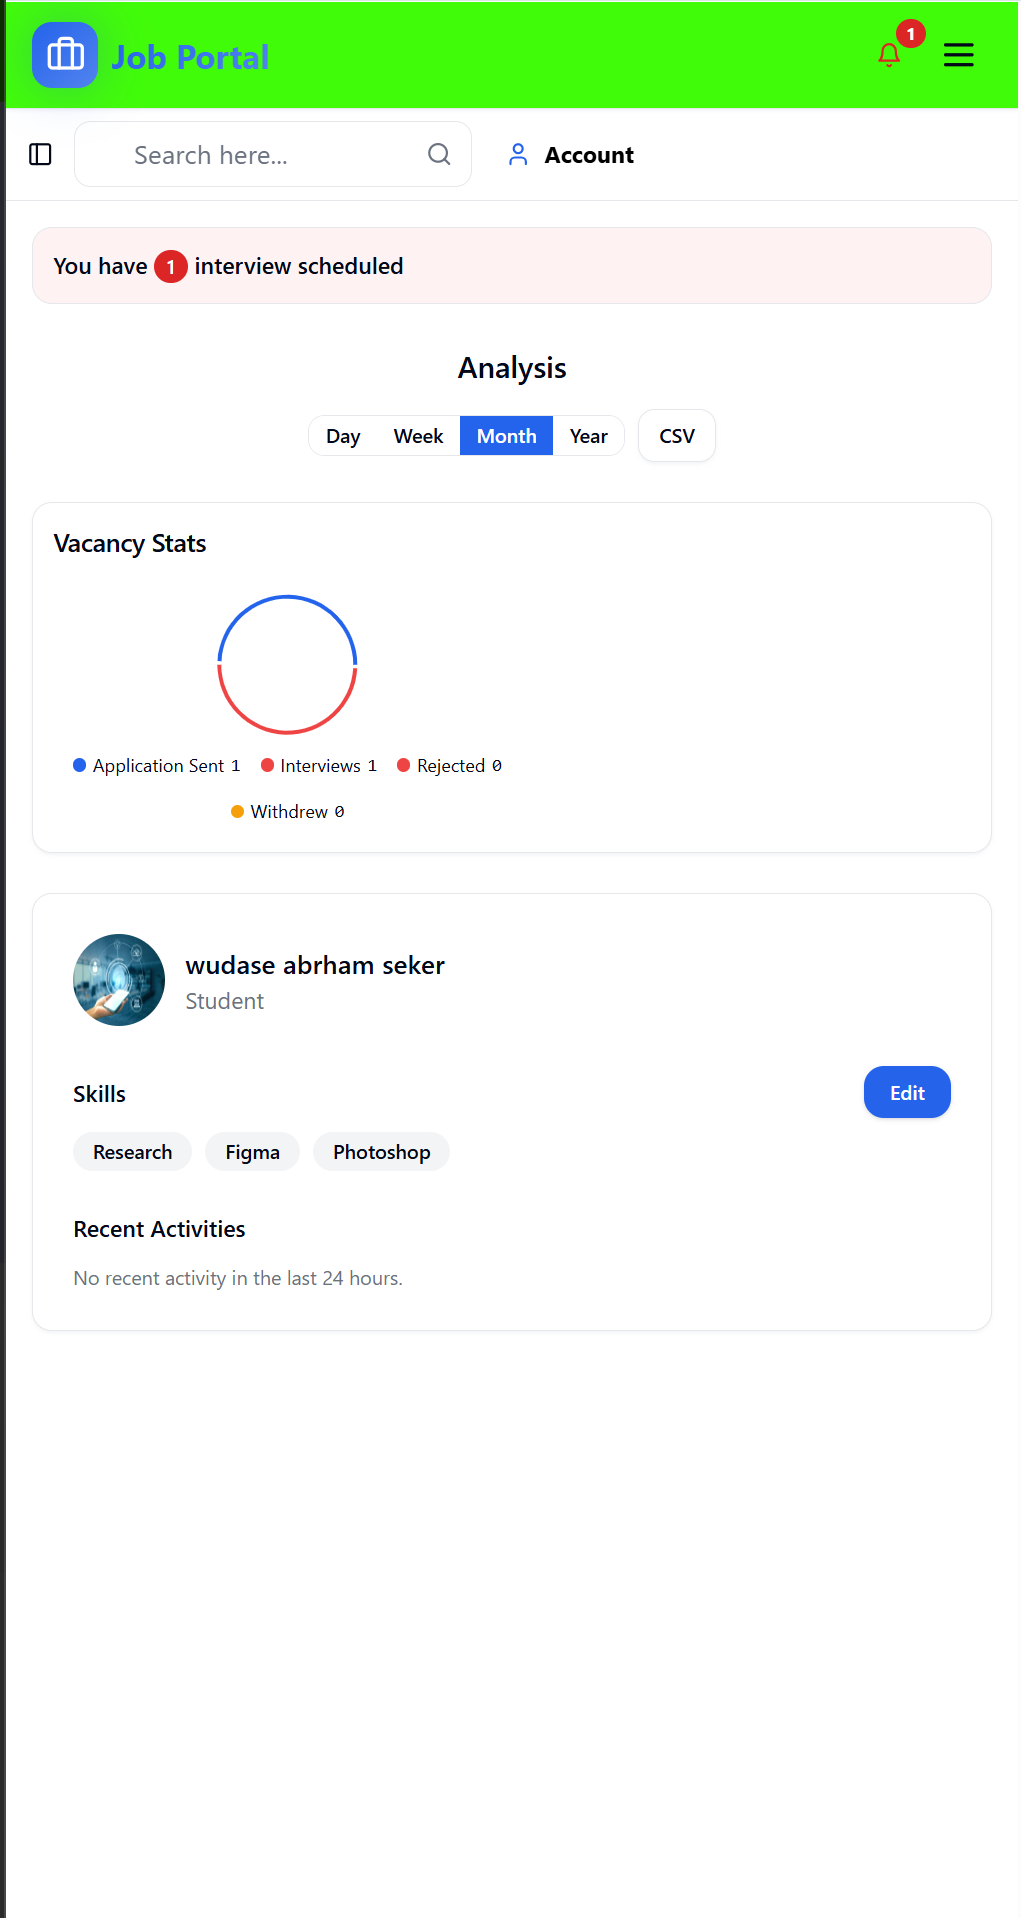 Job Portal
1
Search here...
Account
You have 1 interview scheduled
Analysis
Day Week Month Year CSV
Vacancy Stats
Application Sent 1 Interviews 1 Rejected 0
Withdrew 0
wudase abrham seker
Student
Skills
Edit
Research Figma Photoshop
Recent Activities
No recent activity in the last 24 hours.